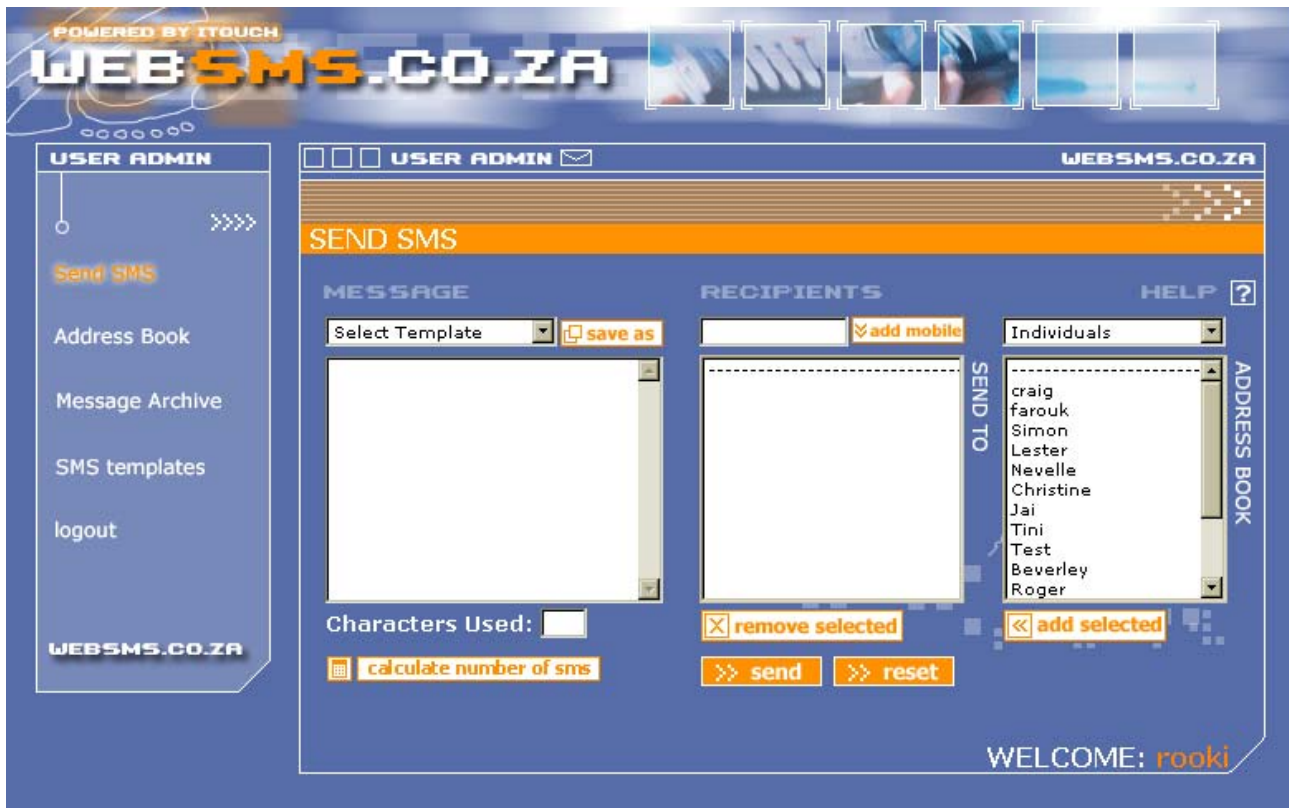 POWERED BY ITOUCH
WEBSMS.CO.ZA
USER ADMIN
Send SMS
Address Book
Message Archive
SMS templates
logout
WEBSMS.CO.ZA
USER ADMIN
WEBSMS.CO.ZA
SEND SMS
MESSAGE
RECIPIENTS
HELP ?
Select Template
save as
add mobile
Individuals
SEND TO
craig
farouk
Simon
Lester
Nevelle
Christine
Jai
Tini
Test
Beverley
Roger
ADDRESS BOOK
Characters Used:
remove selected
add selected
calculate number of sms
send
reset
WELCOME: rooki